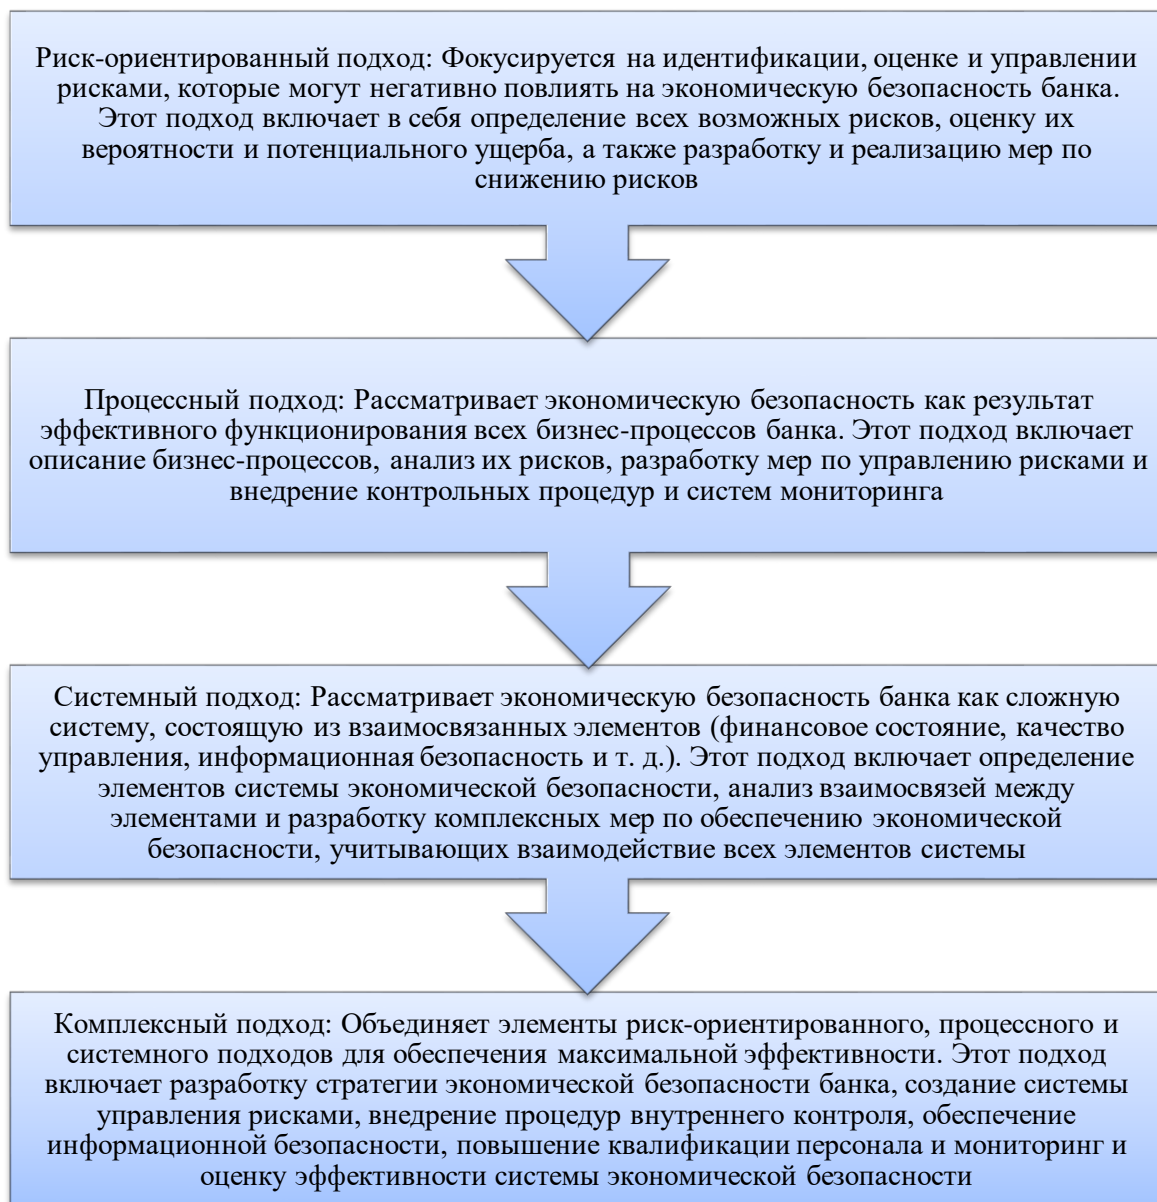 Риск-ориентированный подход: Фокусируется на идентификации, оценке и управлении
рисками, которые могут негативно повлиять на экономическую безопасность банка.
Этот подход включает в себя определение всех возможных рисков, оценку их
вероятности и потенциального ущерба, а также разработку и реализацию мер по
снижению рисков
Процессный подход: Рассматривает экономическую безопасность как результат
эффективного функционирования всех бизнес-процессов банка. Этот подход включает
описание бизнес-процессов, анализ их рисков, разработку мер по управлению рисками и
внедрение контрольных процедур и систем мониторинга
Системный подход: Рассматривает экономическую безопасность банка как сложную
систему, состоящую из взаимосвязанных элементов (финансовое состояние, качество
управления, информационная безопасность и т. д.). Этот подход включает определение
элементов системы экономической безопасности, анализ взаимосвязей между
элементами и разработку комплексных мер по обеспечению экономической
безопасности, учитывающих взаимодействие всех элементов системы
Комплексный подход: Объединяет элементы риск-ориентированного, процессного и
системного подходов для обеспечения максимальной эффективности. Этот подход
включает разработку стратегии экономической безопасности банка, создание системы
управления рисками, внедрение процедур внутреннего контроля, обеспечение
информационной безопасности, повышение квалификации персонала и мониторинг и
оценку эффективности системы экономической безопасности